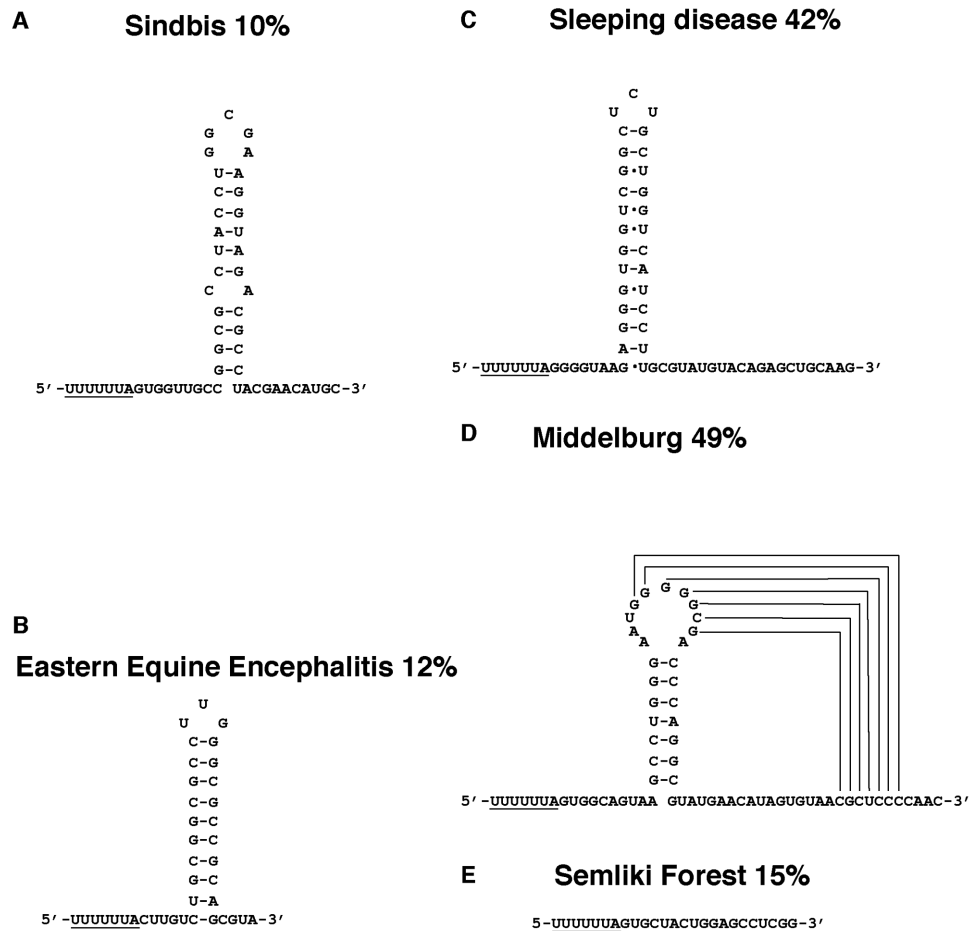 A
Sindbis 10%
C
G G
G A
U-A
C-G
C-G
A-U
U-A
C-G
C A
G-C
C-G
G-C
G-C
5'-UUUUUUAGUGGUUGCC UACGAACAUGC-3'
B
Eastern Equine Encephalitis 12%
U
U G
C-G
C-G
G-C
C-G
G-C
G-C
C-G
G-C
U-A
5'-UUUUUUACUUGUC-GCGUA-3'
C
Sleeping disease 42%
C
U U
C-G
G-C
G·U
C-G
U·G
G·U
G-C
U-A
G·U
G-C
G-C
A-U
5'-UUUUUUAGGGGUAAG·UGCGUAUGUACAGAGCUGCAAG-3'
D
Middelburg 49%
G G G
G G
U C
A G
A A
G-C
G-C
G-C
U-A
C-G
C-G
G-C
5'-UUUUUUAGUGGCAGUAA GUAUGAACAUAGUGUAACGCUCCCCAAC-3'
E
Semliki Forest 15%
5-UUUUUUAGUGCUACUGGAGCCUCGG-3'